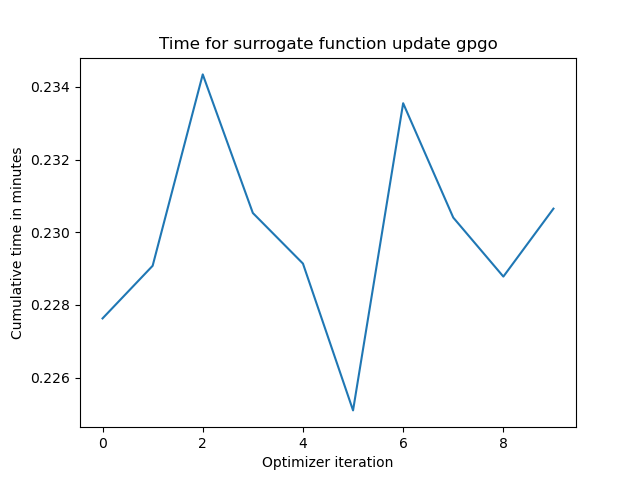 Time for surrogate function update gpgo
Cumulative time in minutes
0.234
0.232
0.230
0.228
0.226
0 2 4 6 8
Optimizer iteration